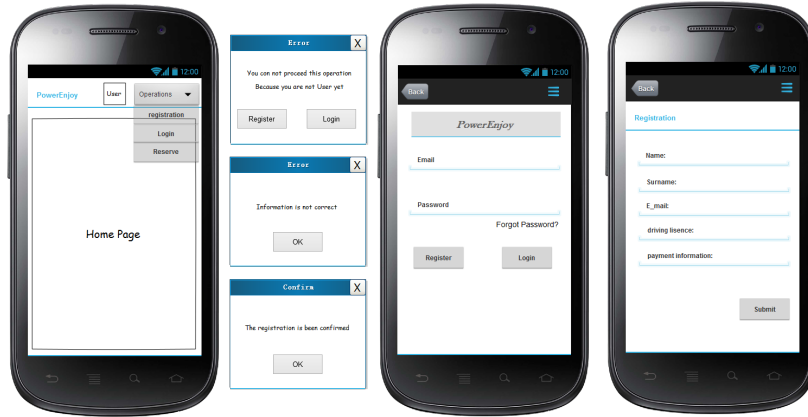 12:00
PowerEnjoy
User
Operations
registration
Login
Reserve
Home Page
Error
X
You can not proceed this operation
Because you are not User yet
Register
Login
Error
X
Information is not correct
OK
Confirm
X
The registration is been confirmed
OK
12:00
Back
PowerEnjoy
Email
Password
Forgot Password?
Register
Login
12:00
Back
Registration
Name:
Surname:
E_mail:
driving lisence:
payment information:
Submit